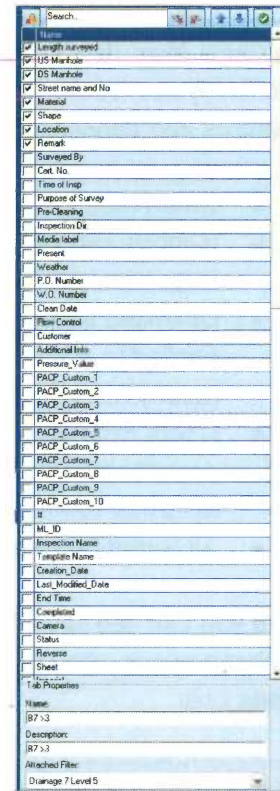 Search..
Name
Length surveyed
US Manhole
DS Manhole
Street name and No
Material
Shape
Location
Remark
Surveyed By
Cert. No.
Time of Insp
Purpose of Survey
Pre-Cleaning
Inspection Dir.
Media label
Present
Weather
P.O. Number
W.O. Number
Clean Date
Flow Control
Customer
Additional Info
Pressure_Value
PACP_Custom_1
PACP_Custom_2
PACP_Custom_3
PACP_Custom_4
PACP_Custom_5
PACP_Custom_6
PACP_Custom_7
PACP_Custom_8
PACP_Custom_9
PACP_Custom_10
#
ML_ID
Inspection Name
Template Name
Creation_Date
Last_Modified_Date
End Time
Completed
Camera
Status
Reverse
Sheet
Tab Properties
Name:
B7 >3
Description:
B7 >3
Attached Filter:
Drainage 7 Level 5